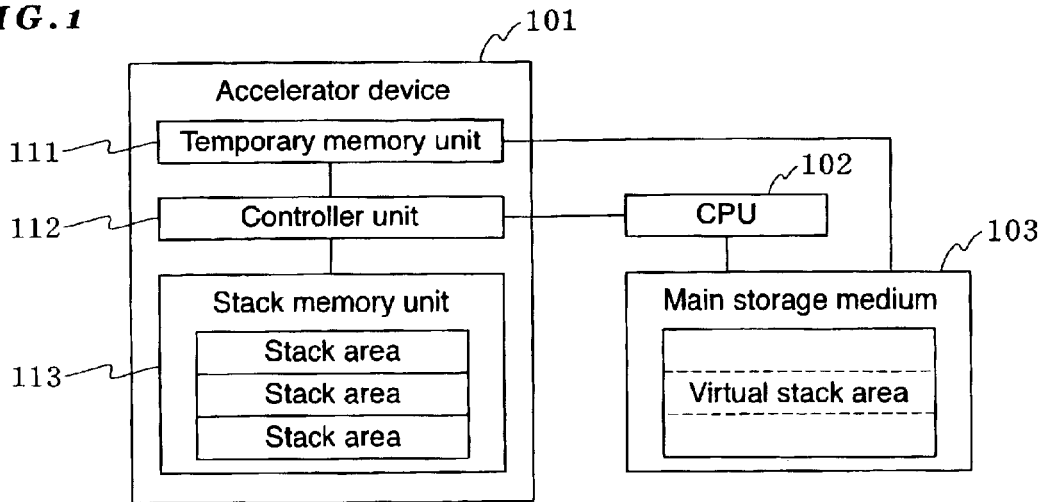 IG.1
101
Accelerator device
111
Temporary memory unit
102
112
Controller unit
CPU
103
Stack memory unit
Main storage medium
113
Stack area
Stack area
Stack area
Virtual stack area